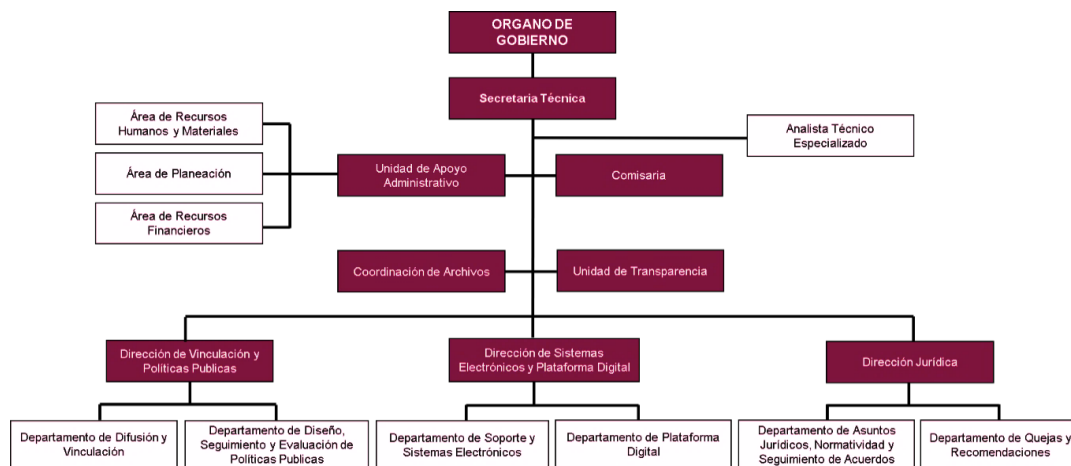 ORGANO DE
GOBIERNO
Secretaria Técnica
Área de Recursos
Humanos y Materiales
Analista Técnico
Especializado
Área de Planeación
Unidad de Apoyo
Administrativo
Comisaria
Área de Recursos
Financieros
Coordinación de Archivos
Unidad de Transparencia
Dirección de Vinculación y
Políticas Publicas
Dirección de Sistemas
Electrónicos y Plataforma Digital
Dirección Jurídica
Departamento de Difusión y
Vinculación
Departamento de Diseño,
Seguimiento y Evaluación de
Políticas Publicas
Departamento de Soporte y
Sistemas Electrónicos
Departamento de Plataforma
Digital
Departamento de Asuntos
Jurídicos, Normatividad y
Seguimiento de Acuerdos
Departamento de Quejas y
Recomendaciones